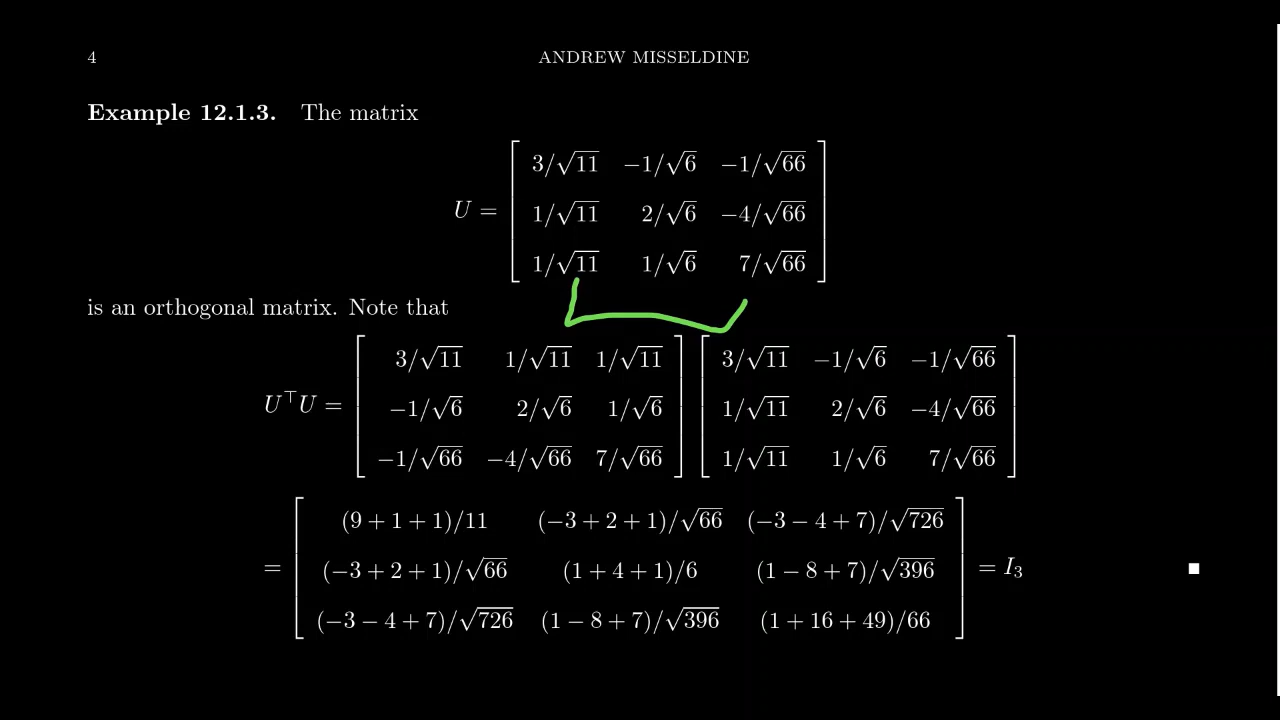 4 ANDREW MISSELDINE
Example 12.1.3. The matrix
U = [ 3/√11 −1/√6 −1/√66
1/√11 2/√6 −4/√66
1/√11 1/√6 7/√66 ]
is an orthogonal matrix. Note that
U⊤U = [ 3/√11 1/√11 1/√11
−1/√6 2/√6 1/√6
−1/√66 −4/√66 7/√66 ] [ 3/√11 −1/√6 −1/√66
1/√11 2/√6 −4/√66
1/√11 1/√6 7/√66 ]
= [ (9 + 1 + 1)/11 (−3 + 2 + 1)/√66 (−3 − 4 + 7)/√726
(−3 + 2 + 1)/√66 (1 + 4 + 1)/6 (1 − 8 + 7)/√396
(−3 − 4 + 7)/√726 (1 − 8 + 7)/√396 (1 + 16 + 49)/66 ] = I₃ ■